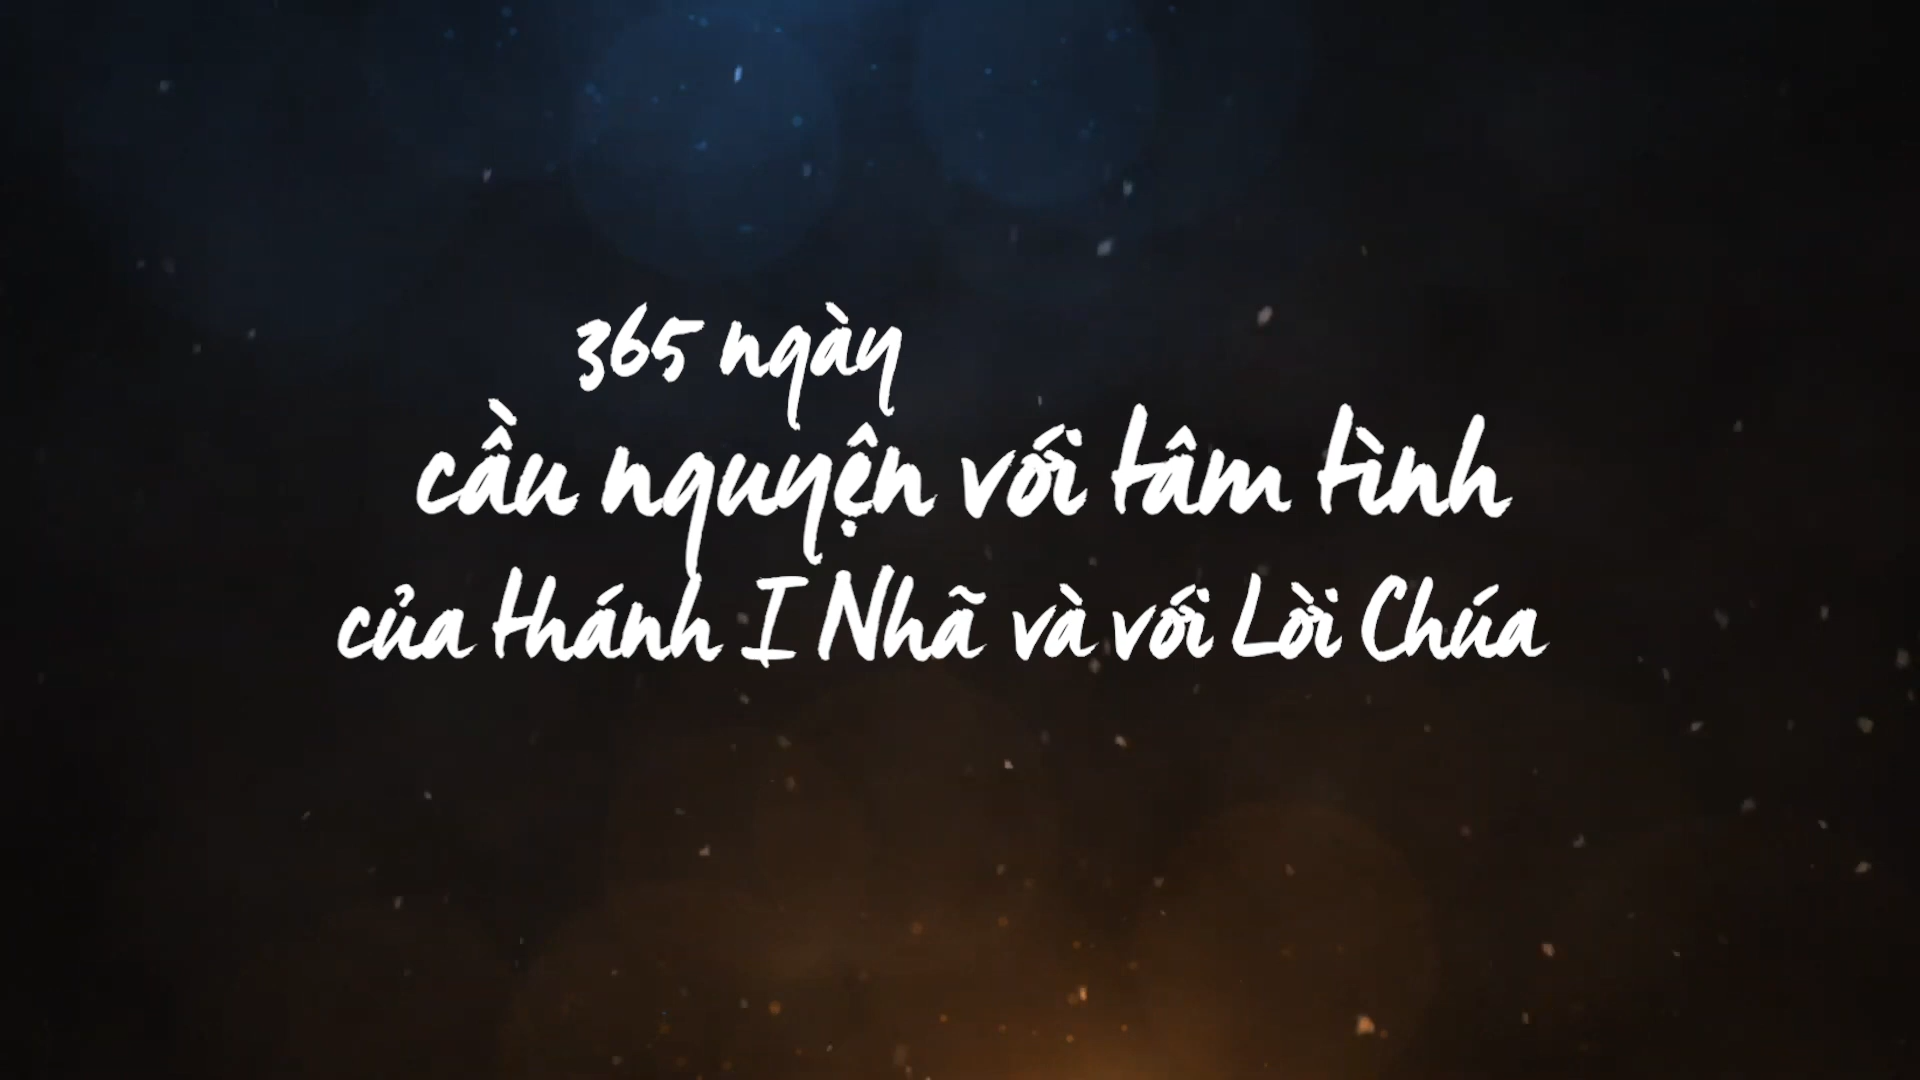 365 ngày
cầu nguyện với tâm tình
của thánh I Nhã và với Lời Chúa